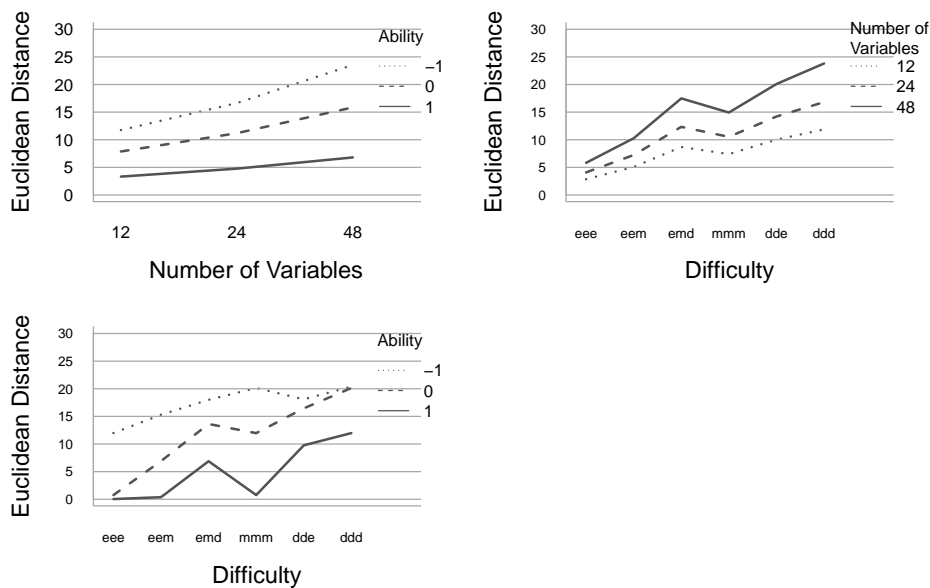 Euclidean Distance
30
25
20
15
10
5
0
12 24 48
Number of Variables
Ability
−1
0
1
Euclidean Distance
30
25
20
15
10
5
0
eee eem emd mmm dde ddd
Difficulty
Number of
Variables
12
24
48
Euclidean Distance
30
25
20
15
10
5
0
eee eem emd mmm dde ddd
Difficulty
Ability
−1
0
1